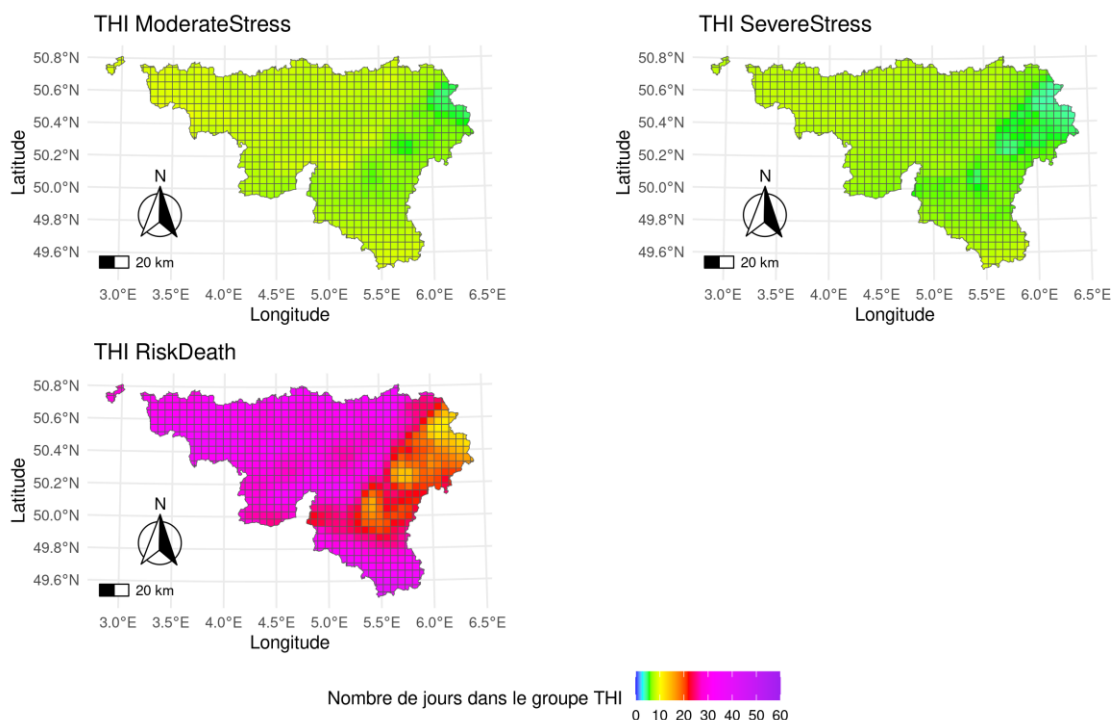 THI ModerateStress
50.8°N
50.6°N
50.4°N
50.2°N
50.0°N
49.8°N
49.6°N
Latitude
N
20 km
3.0°E 3.5°E 4.0°E 4.5°E 5.0°E 5.5°E 6.0°E 6.5°E
Longitude
THI SevereStress
50.8°N
50.6°N
50.4°N
50.2°N
50.0°N
49.8°N
49.6°N
Latitude
N
20 km
3.0°E 3.5°E 4.0°E 4.5°E 5.0°E 5.5°E 6.0°E 6.5°E
Longitude
THI RiskDeath
50.8°N
50.6°N
50.4°N
50.2°N
50.0°N
49.8°N
49.6°N
Latitude
N
20 km
3.0°E 3.5°E 4.0°E 4.5°E 5.0°E 5.5°E 6.0°E 6.5°E
Longitude
Nombre de jours dans le groupe THI
0 10 20 30 40 50 60